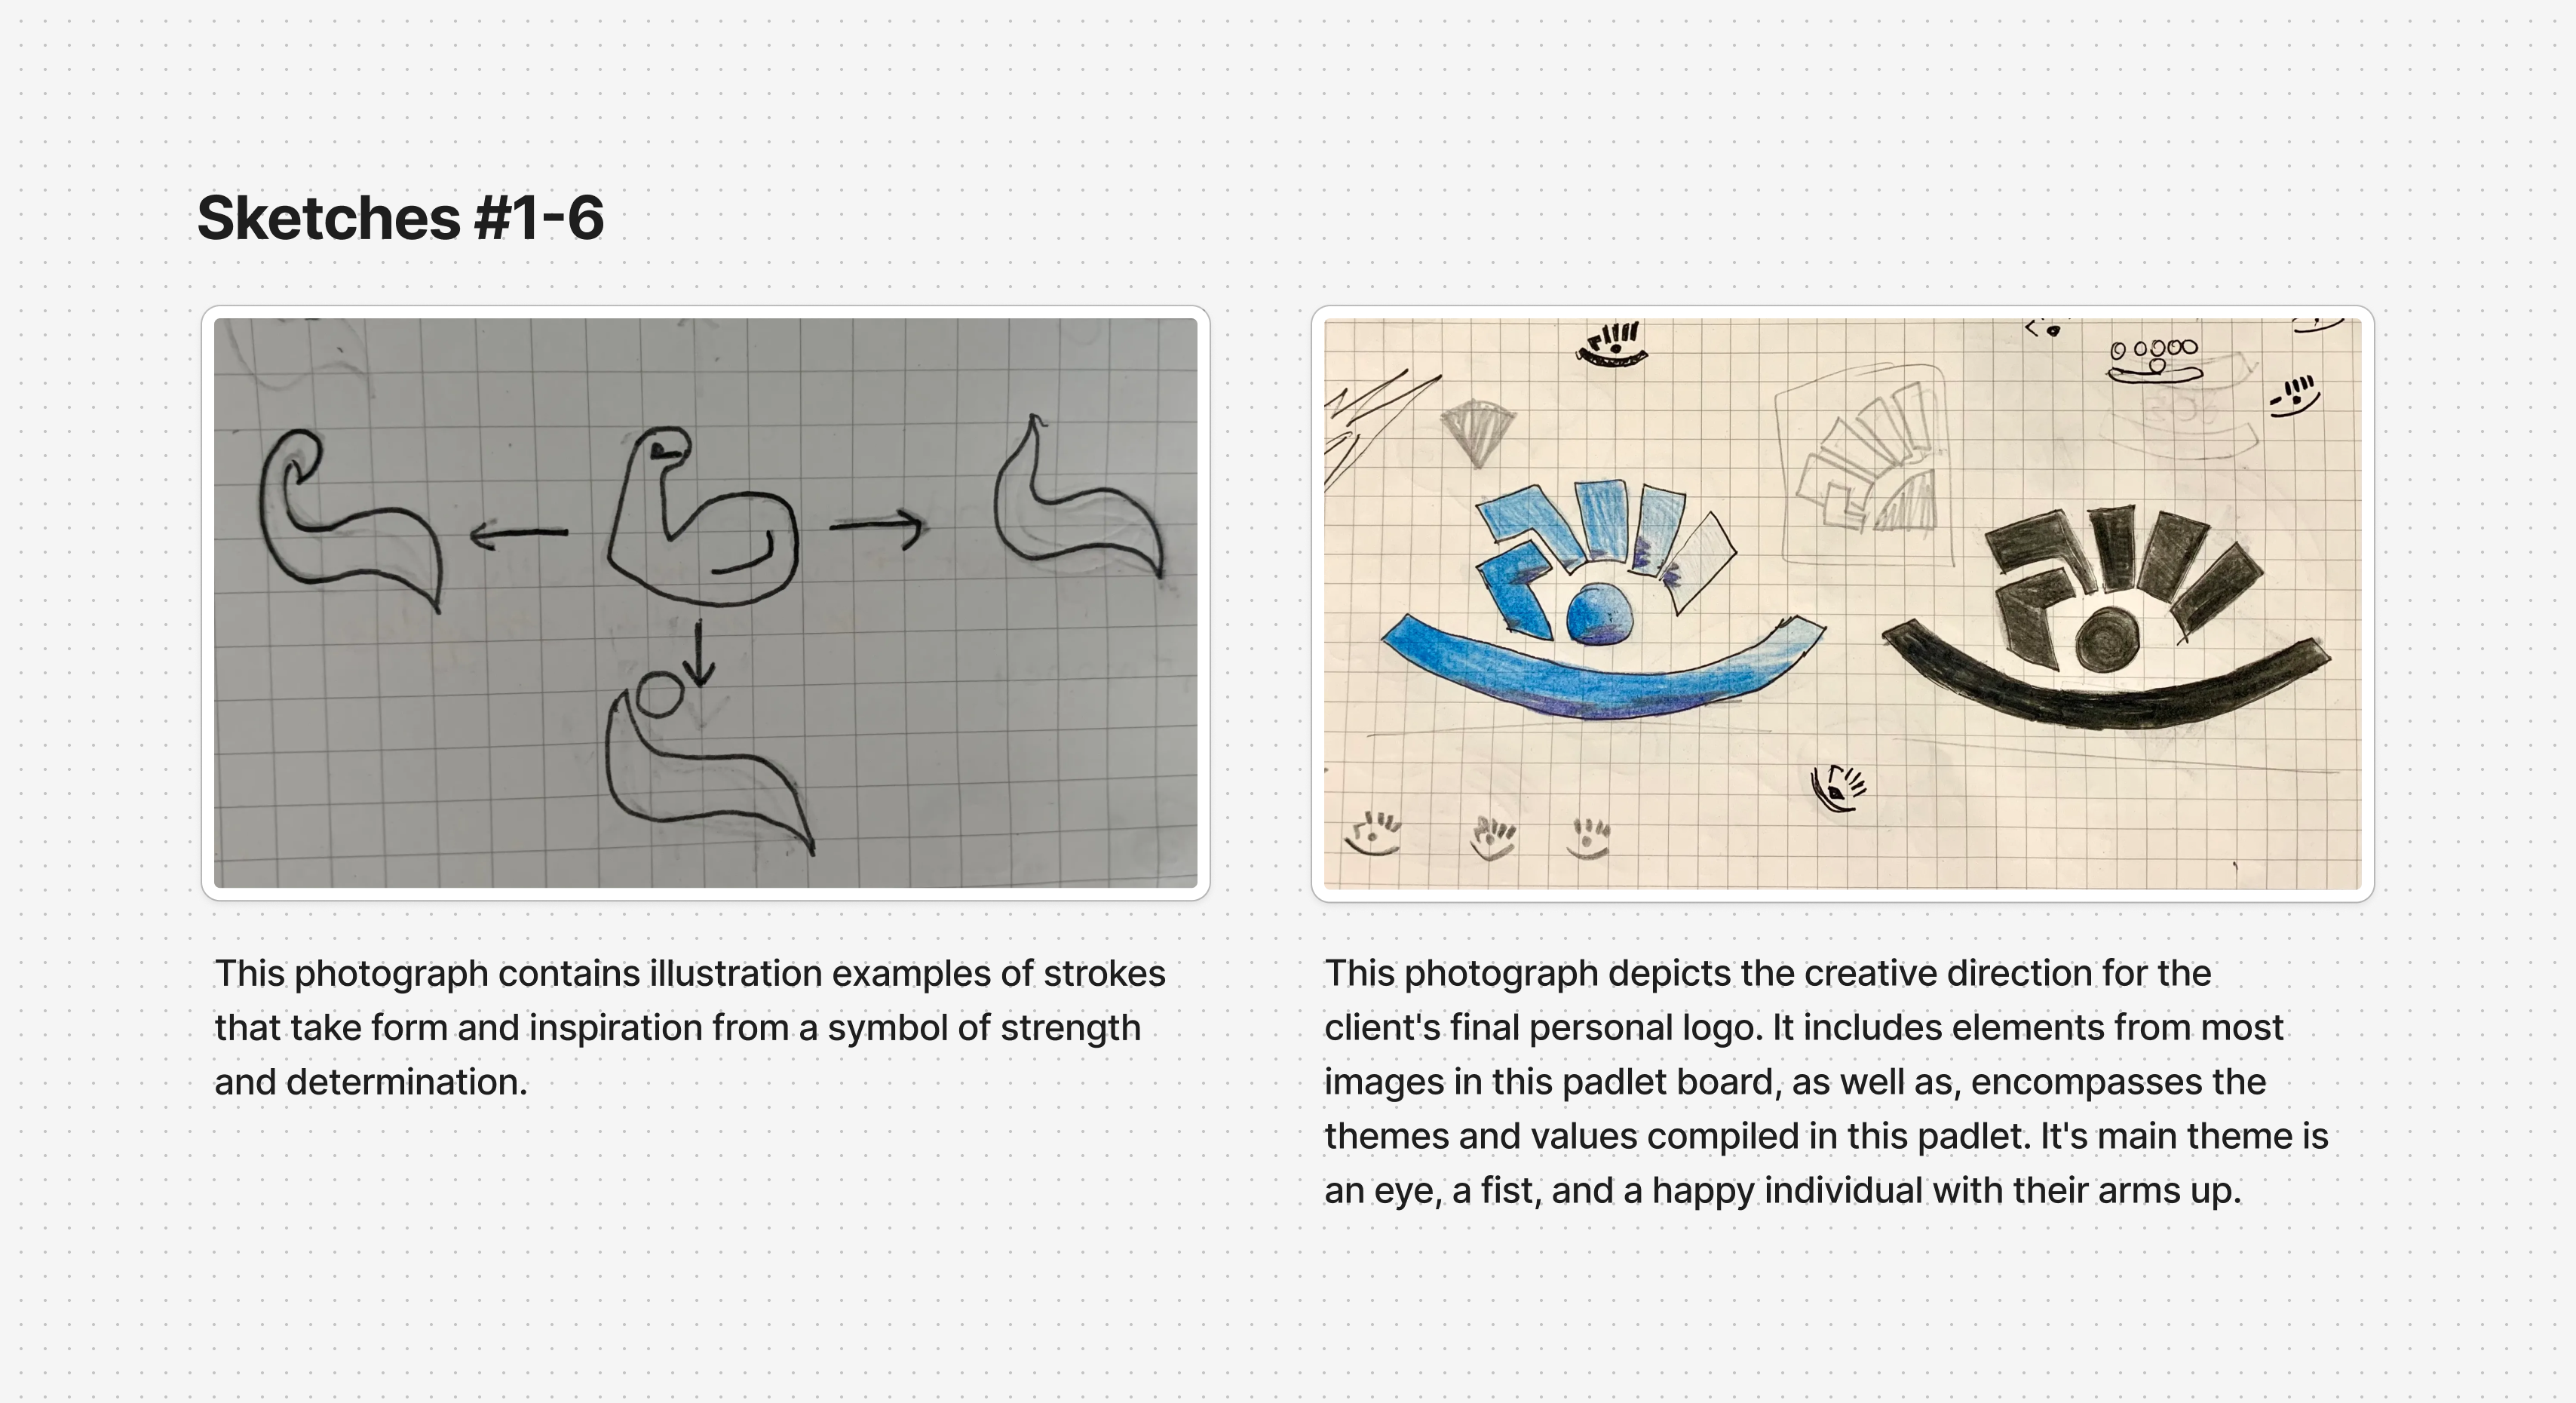 Sketches #1-6
This photograph contains illustration examples of strokes
that take form and inspiration from a symbol of strength
and determination.
This photograph depicts the creative direction for the
client's final personal logo. It includes elements from most
images in this padlet board, as well as, encompasses the
themes and values compiled in this padlet. It's main theme is
an eye, a fist, and a happy individual with their arms up.